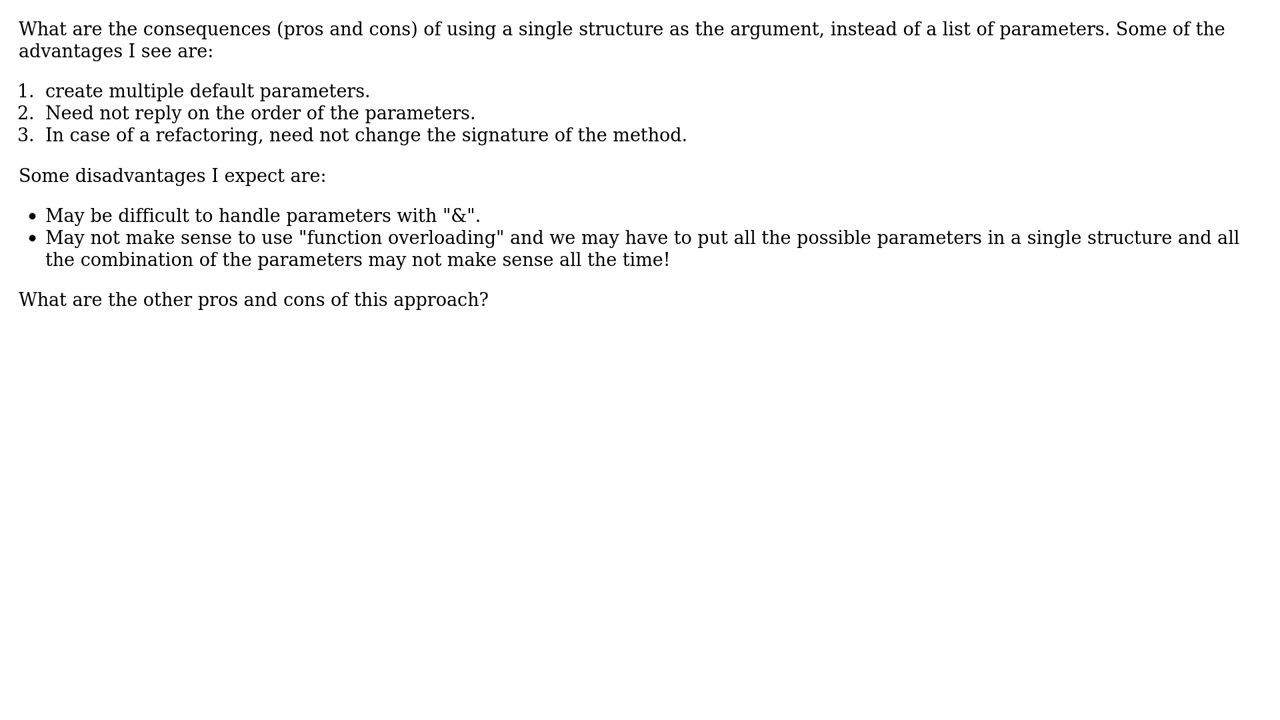 What are the consequences (pros and cons) of using a single structure as the argument, instead of a list of parameters. Some of the
advantages I see are:
1. create multiple default parameters.
2. Need not reply on the order of the parameters.
3. In case of a refactoring, need not change the signature of the method.
Some disadvantages I expect are:
• May be difficult to handle parameters with "&".
• May not make sense to use "function overloading" and we may have to put all the possible parameters in a single structure and all
the combination of the parameters may not make sense all the time!
What are the other pros and cons of this approach?